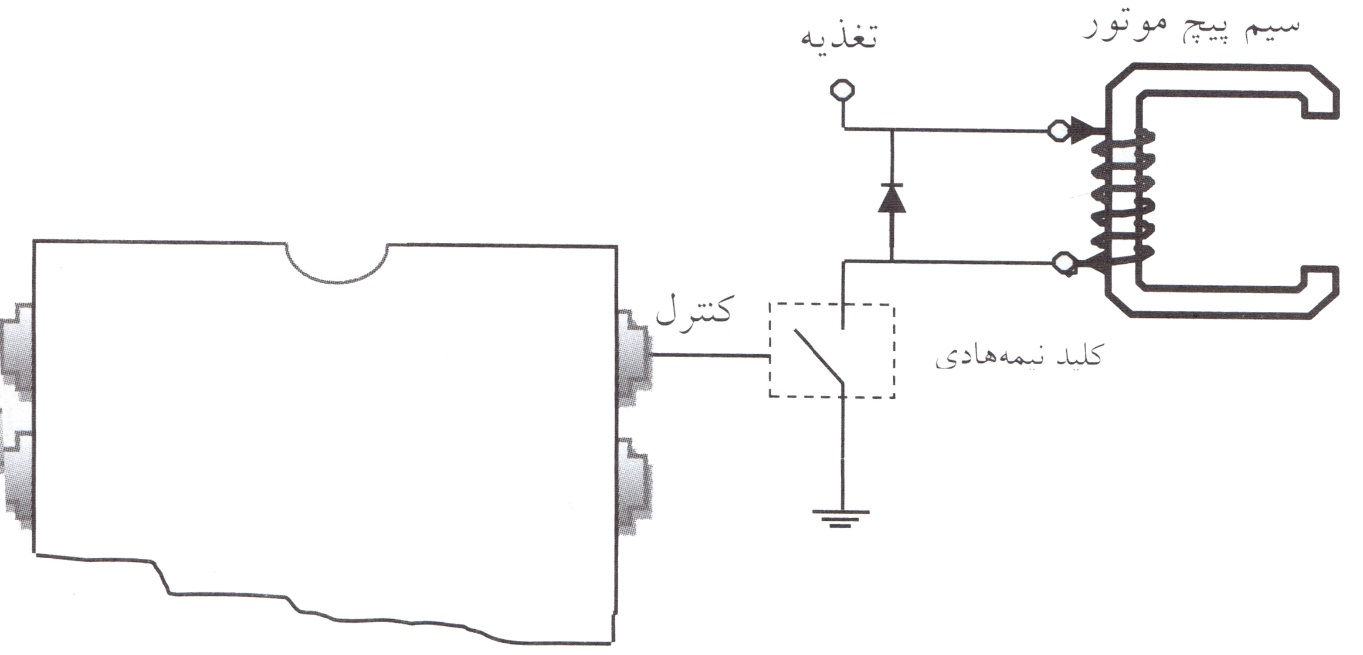 سیم پیچ موتور
تغذیه
کنترل
کلید نیمه‌هادی